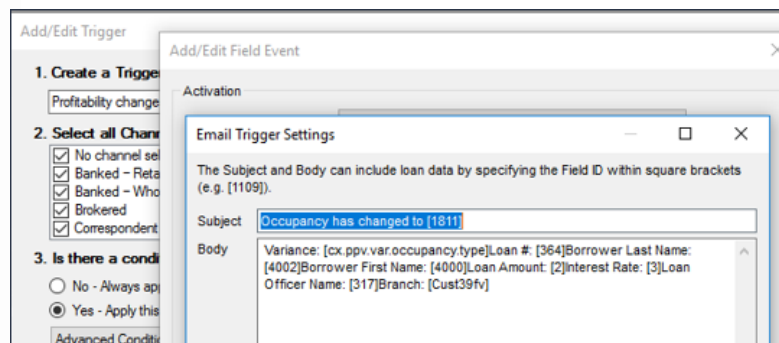 Add/Edit Trigger
Add/Edit Field Event
1. Create a Trigge
Activation
Profitability change
Email Trigger Settings
2. Select all Chan
No channel sel
The Subject and Body can include loan data by specifying the Field ID within square brackets
Banked – Reta
(e.g. [1109]).
Banked – Who
Brokered
Subject
Occupancy has changed to [1811]
Correspondent
Body
Variance: [cx.ppv.var.occupancy.type]Loan #: [364]Borrower Last Name:
3. Is there a condi
[4002]Borrower First Name: [4000]Loan Amount: [2]Interest Rate: [3]Loan
No - Always app
Officer Name: [317]Branch: [Cust39fv]
Yes - Apply this
Advanced Conditio